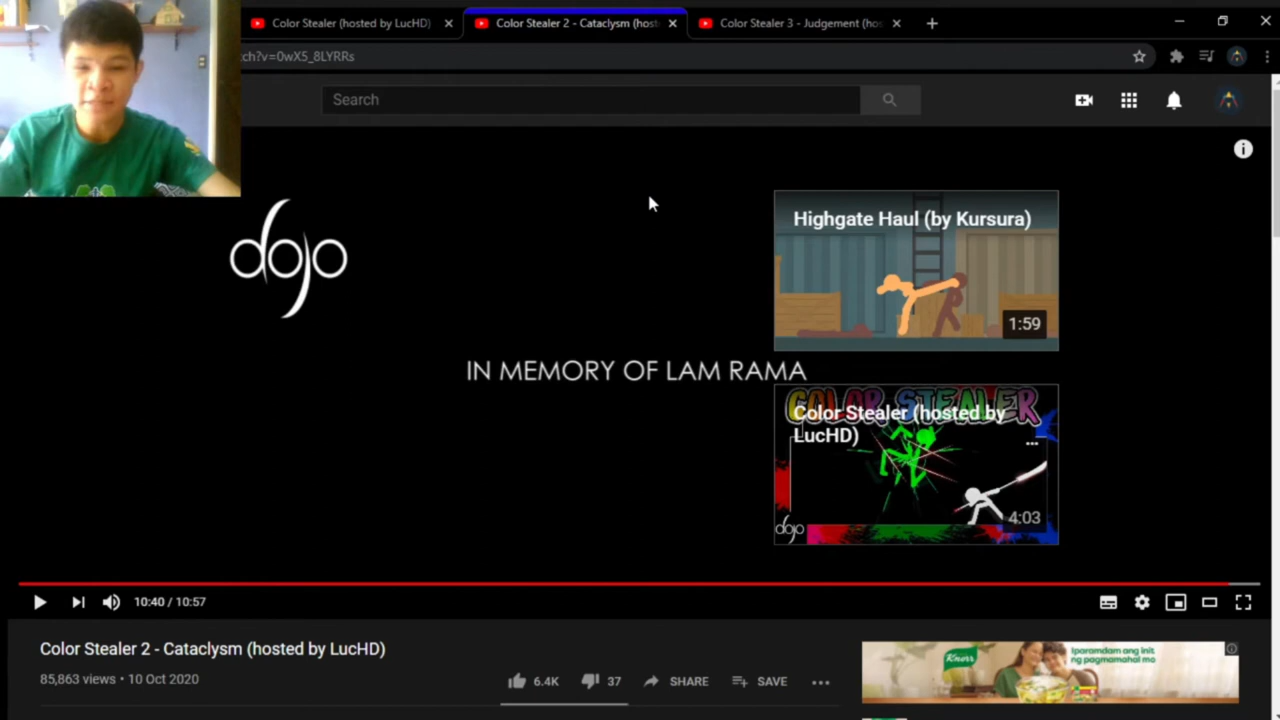 Color Stealer (hosted by LucHD)
Color Stealer 2 - Cataclysm (host
Color Stealer 3 - Judgement (hos
tch?v=0wX5_8LYRRs
Search
dojo
Highgate Haul (by Kursura)
1:59
IN MEMORY OF LAM RAMA
COLOR STEALER
Color Stealer (hosted by
LucHD)
4:03
dojo
10:40 / 10:57
Color Stealer 2 - Cataclysm (hosted by LucHD)
85,863 views • 10 Oct 2020
6.4K
37
SHARE
SAVE
Knorr
Iparamdam ang init
ng pagmamahal mo